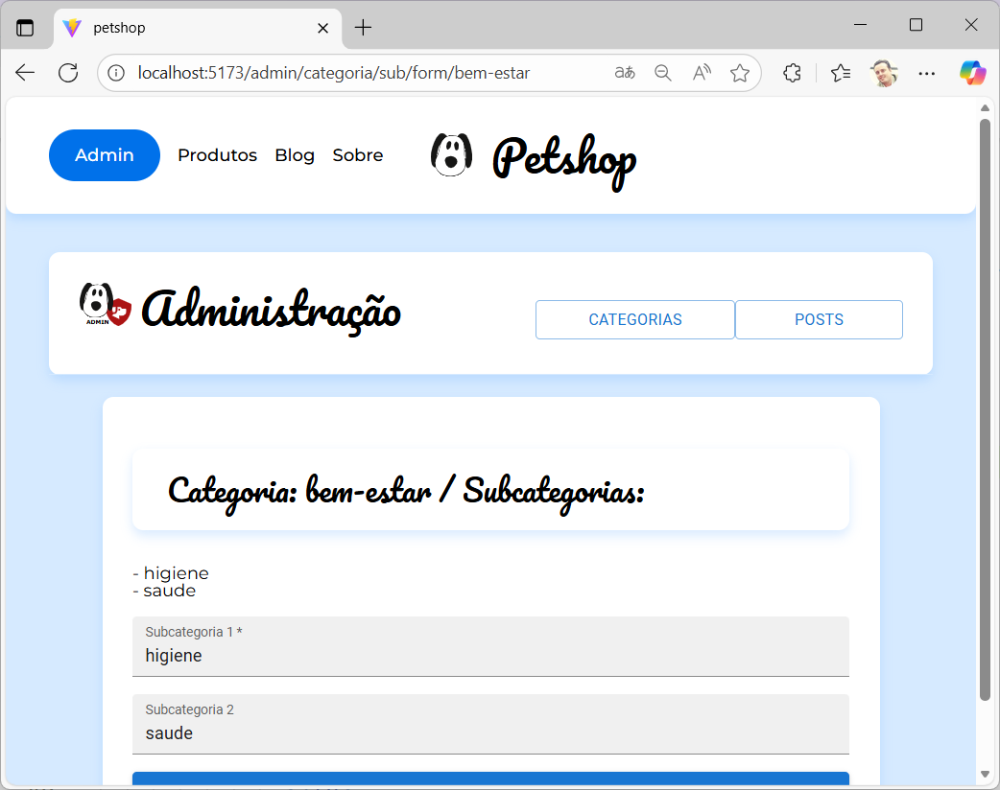 petshop
localhost:5173/admin/categoria/sub/form/bem-estar
Admin Produtos Blog Sobre Petshop
ADMIN Administração
CATEGORIAS POSTS
Categoria: bem-estar / Subcategorias:
- higiene
- saude
Subcategoria 1 *
higiene
Subcategoria 2
saude